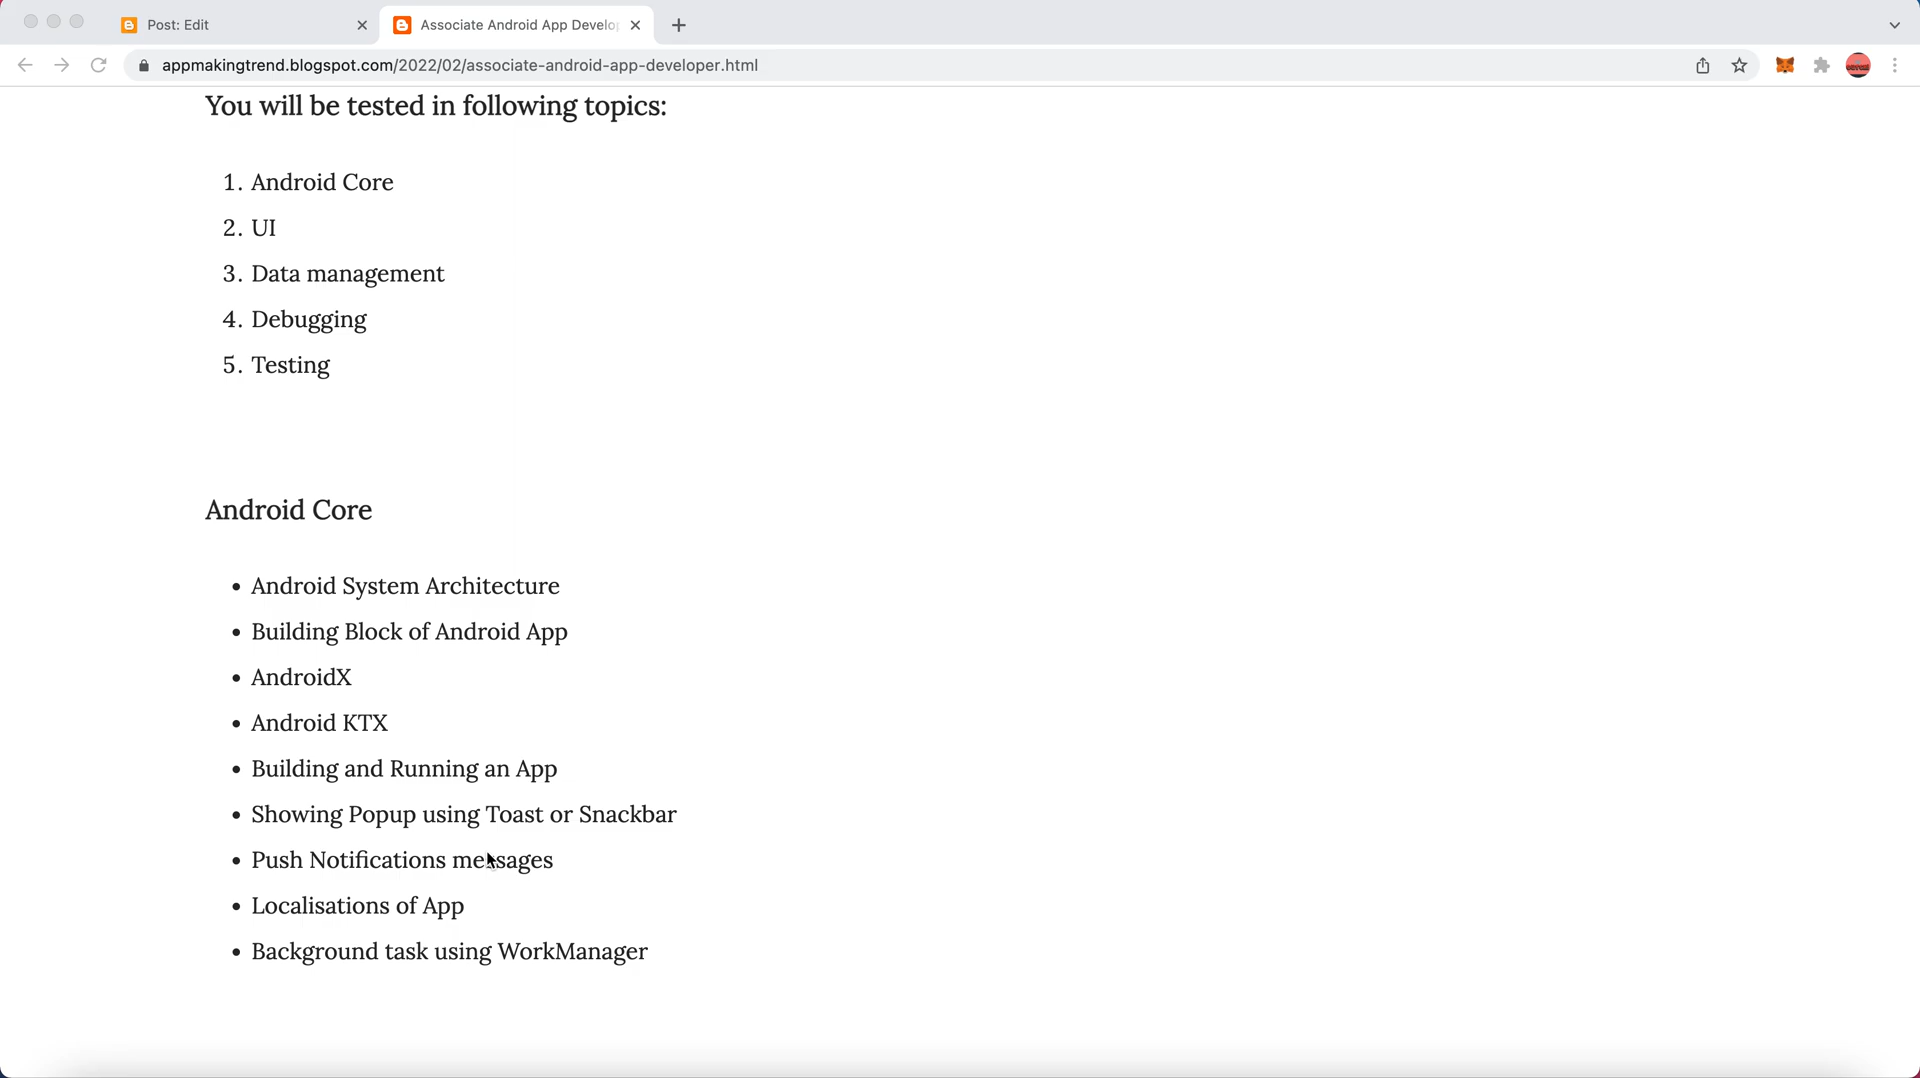 Post: Edit
Associate Android App Develo
appmakingtrend.blogspot.com/2022/02/associate-android-app-developer.html
You will be tested in following topics:
1. Android Core
2. UI
3. Data management
4. Debugging
5. Testing
Android Core
• Android System Architecture
• Building Block of Android App
• AndroidX
• Android KTX
• Building and Running an App
• Showing Popup using Toast or Snackbar
• Push Notifications messages
• Localisations of App
• Background task using WorkManager